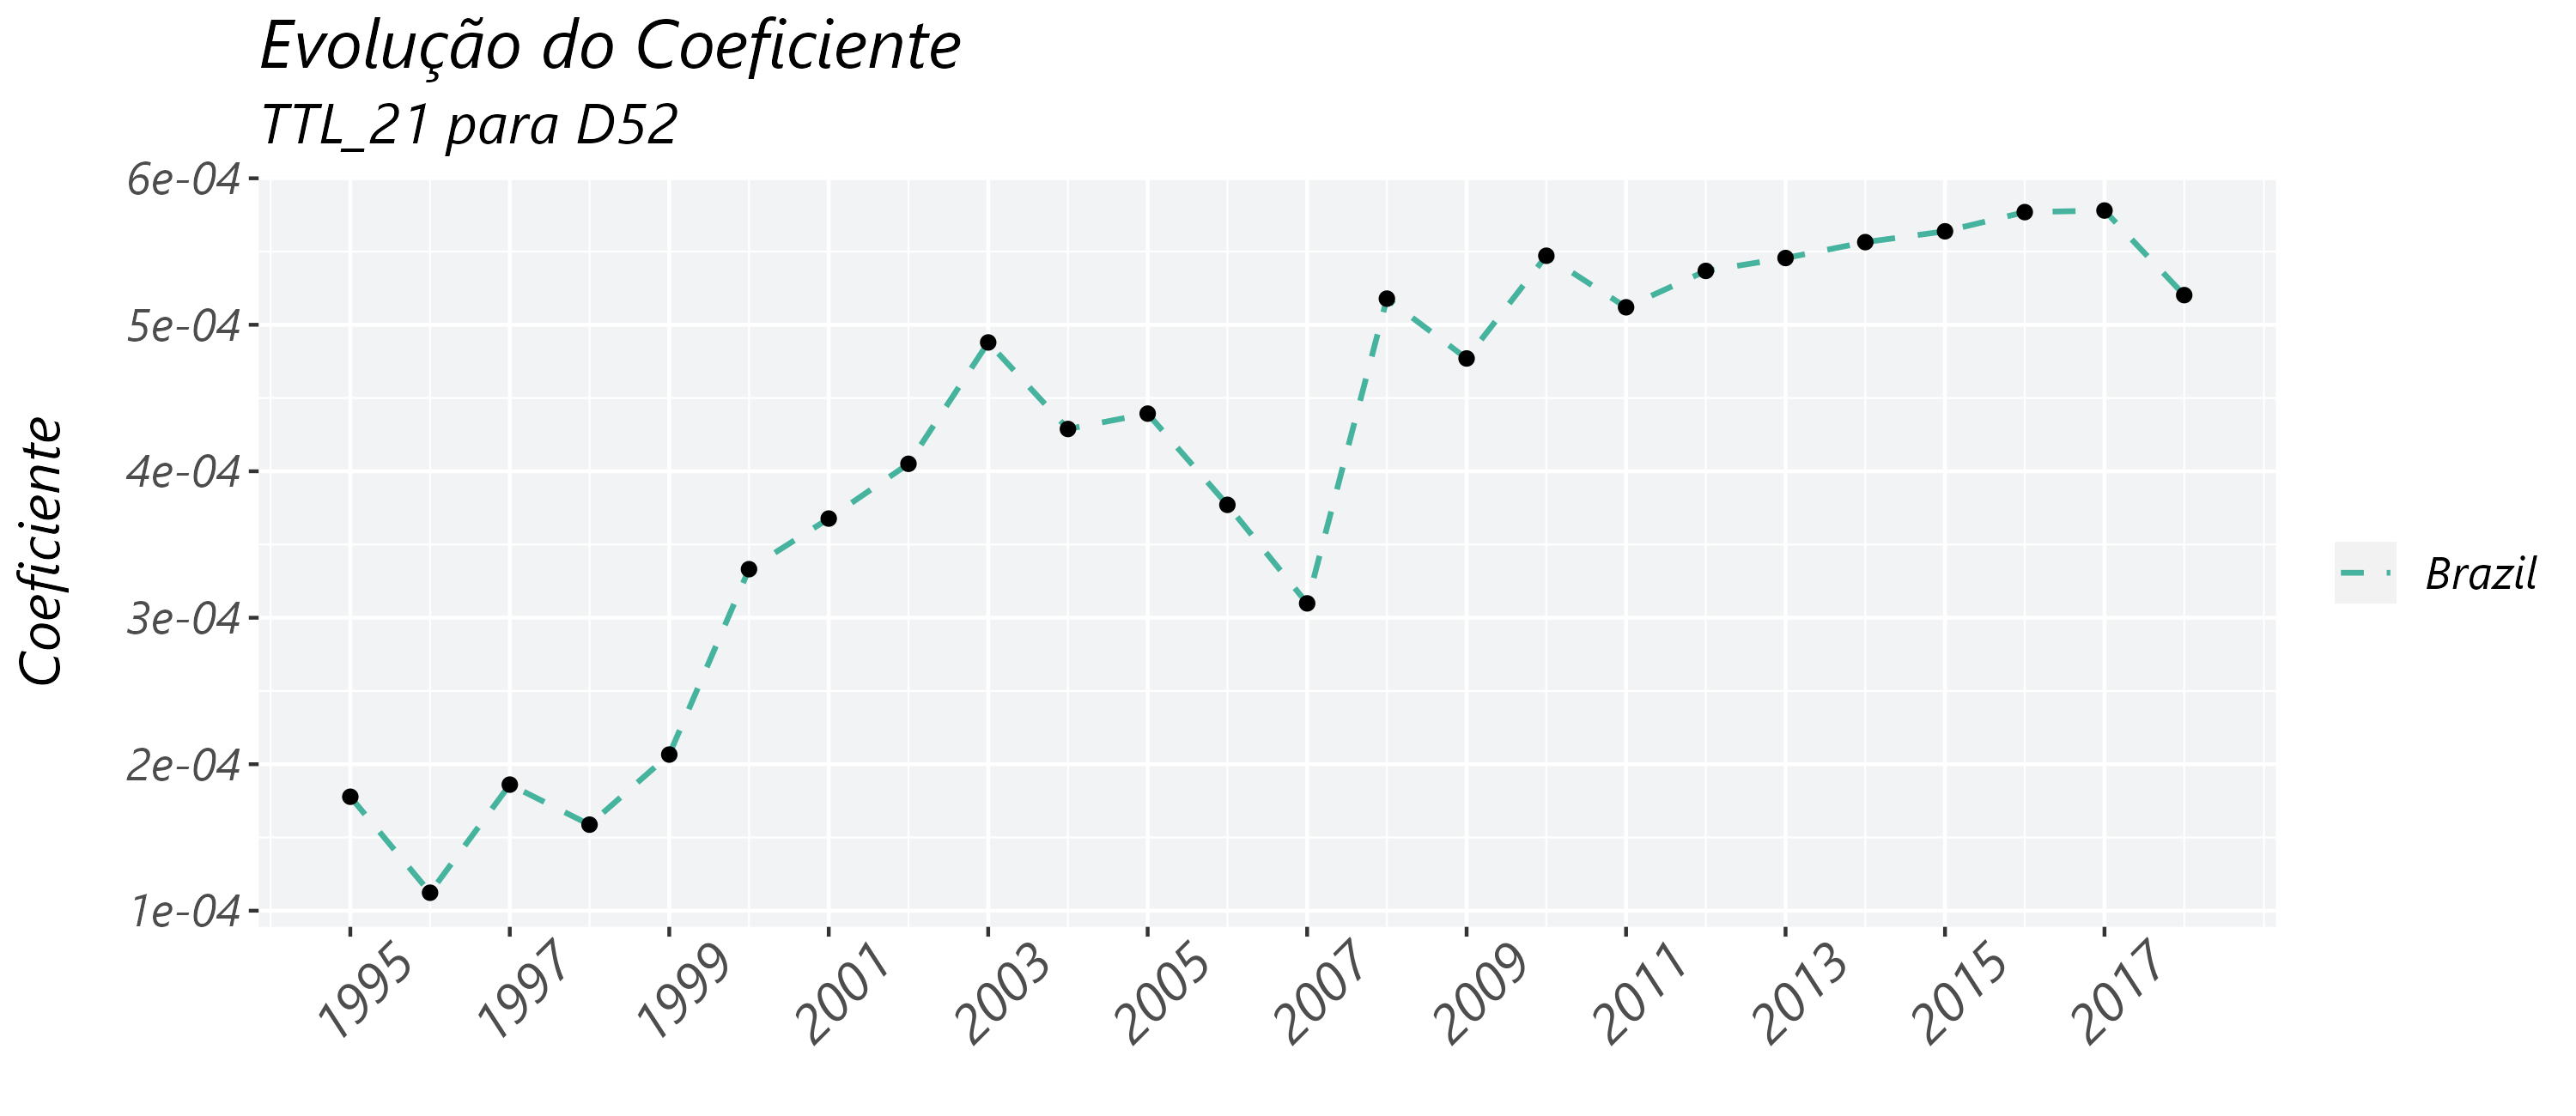 Evolução do Coeficiente
TTL_21 para D52
Coeficiente
6e-04
5e-04
4e-04
3e-04
2e-04
1e-04
1995
1997
1999
2001
2003
2005
2007
2009
2011
2013
2015
2017
Brazil